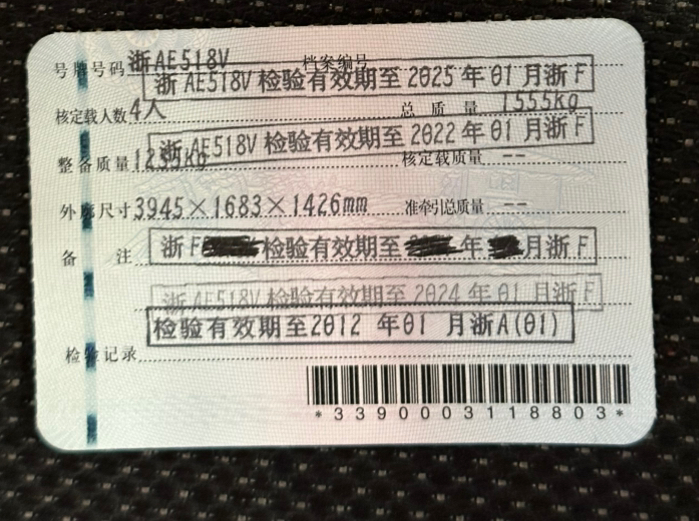 号牌号码 浙AE518V 档案编号
浙 AE518V 检验有效期至 2025 年 01 月浙 F
核定载人数 4人 总质量 1555kg
浙 AE518V 检验有效期至 2022 年 01 月浙 F
整备质量 1235kg 核定载质量 --
外廓尺寸 3945×1683×1426mm 准牵引总质量 --
备注 浙 F 检验有效期至 年 月浙 F
浙 AE518V 检验有效期至 2024 年 01 月浙 F
检验有效期至2012 年01 月浙A(01)
检验记录
*3390003118803*